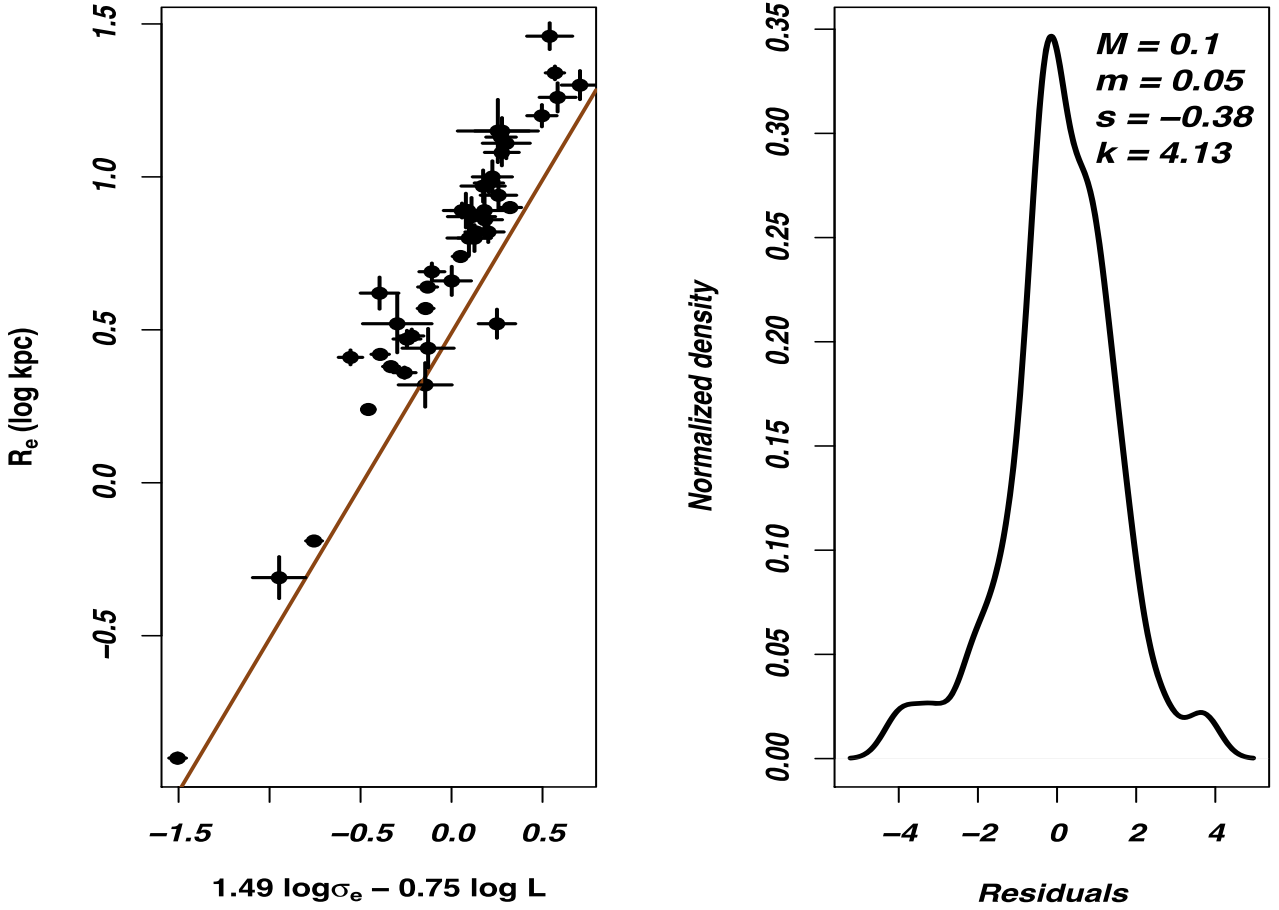 1.5
1.0
0.5
0.0
−0.5
R_e (log kpc)
−1.5
−0.5
0.0
0.5
1.49 logσ_e − 0.75 log L
M = 0.1
m = 0.05
s = −0.38
k = 4.13
0.35
0.30
0.25
0.20
0.15
0.10
0.05
0.00
Normalized density
−4
−2
0
2
4
Residuals